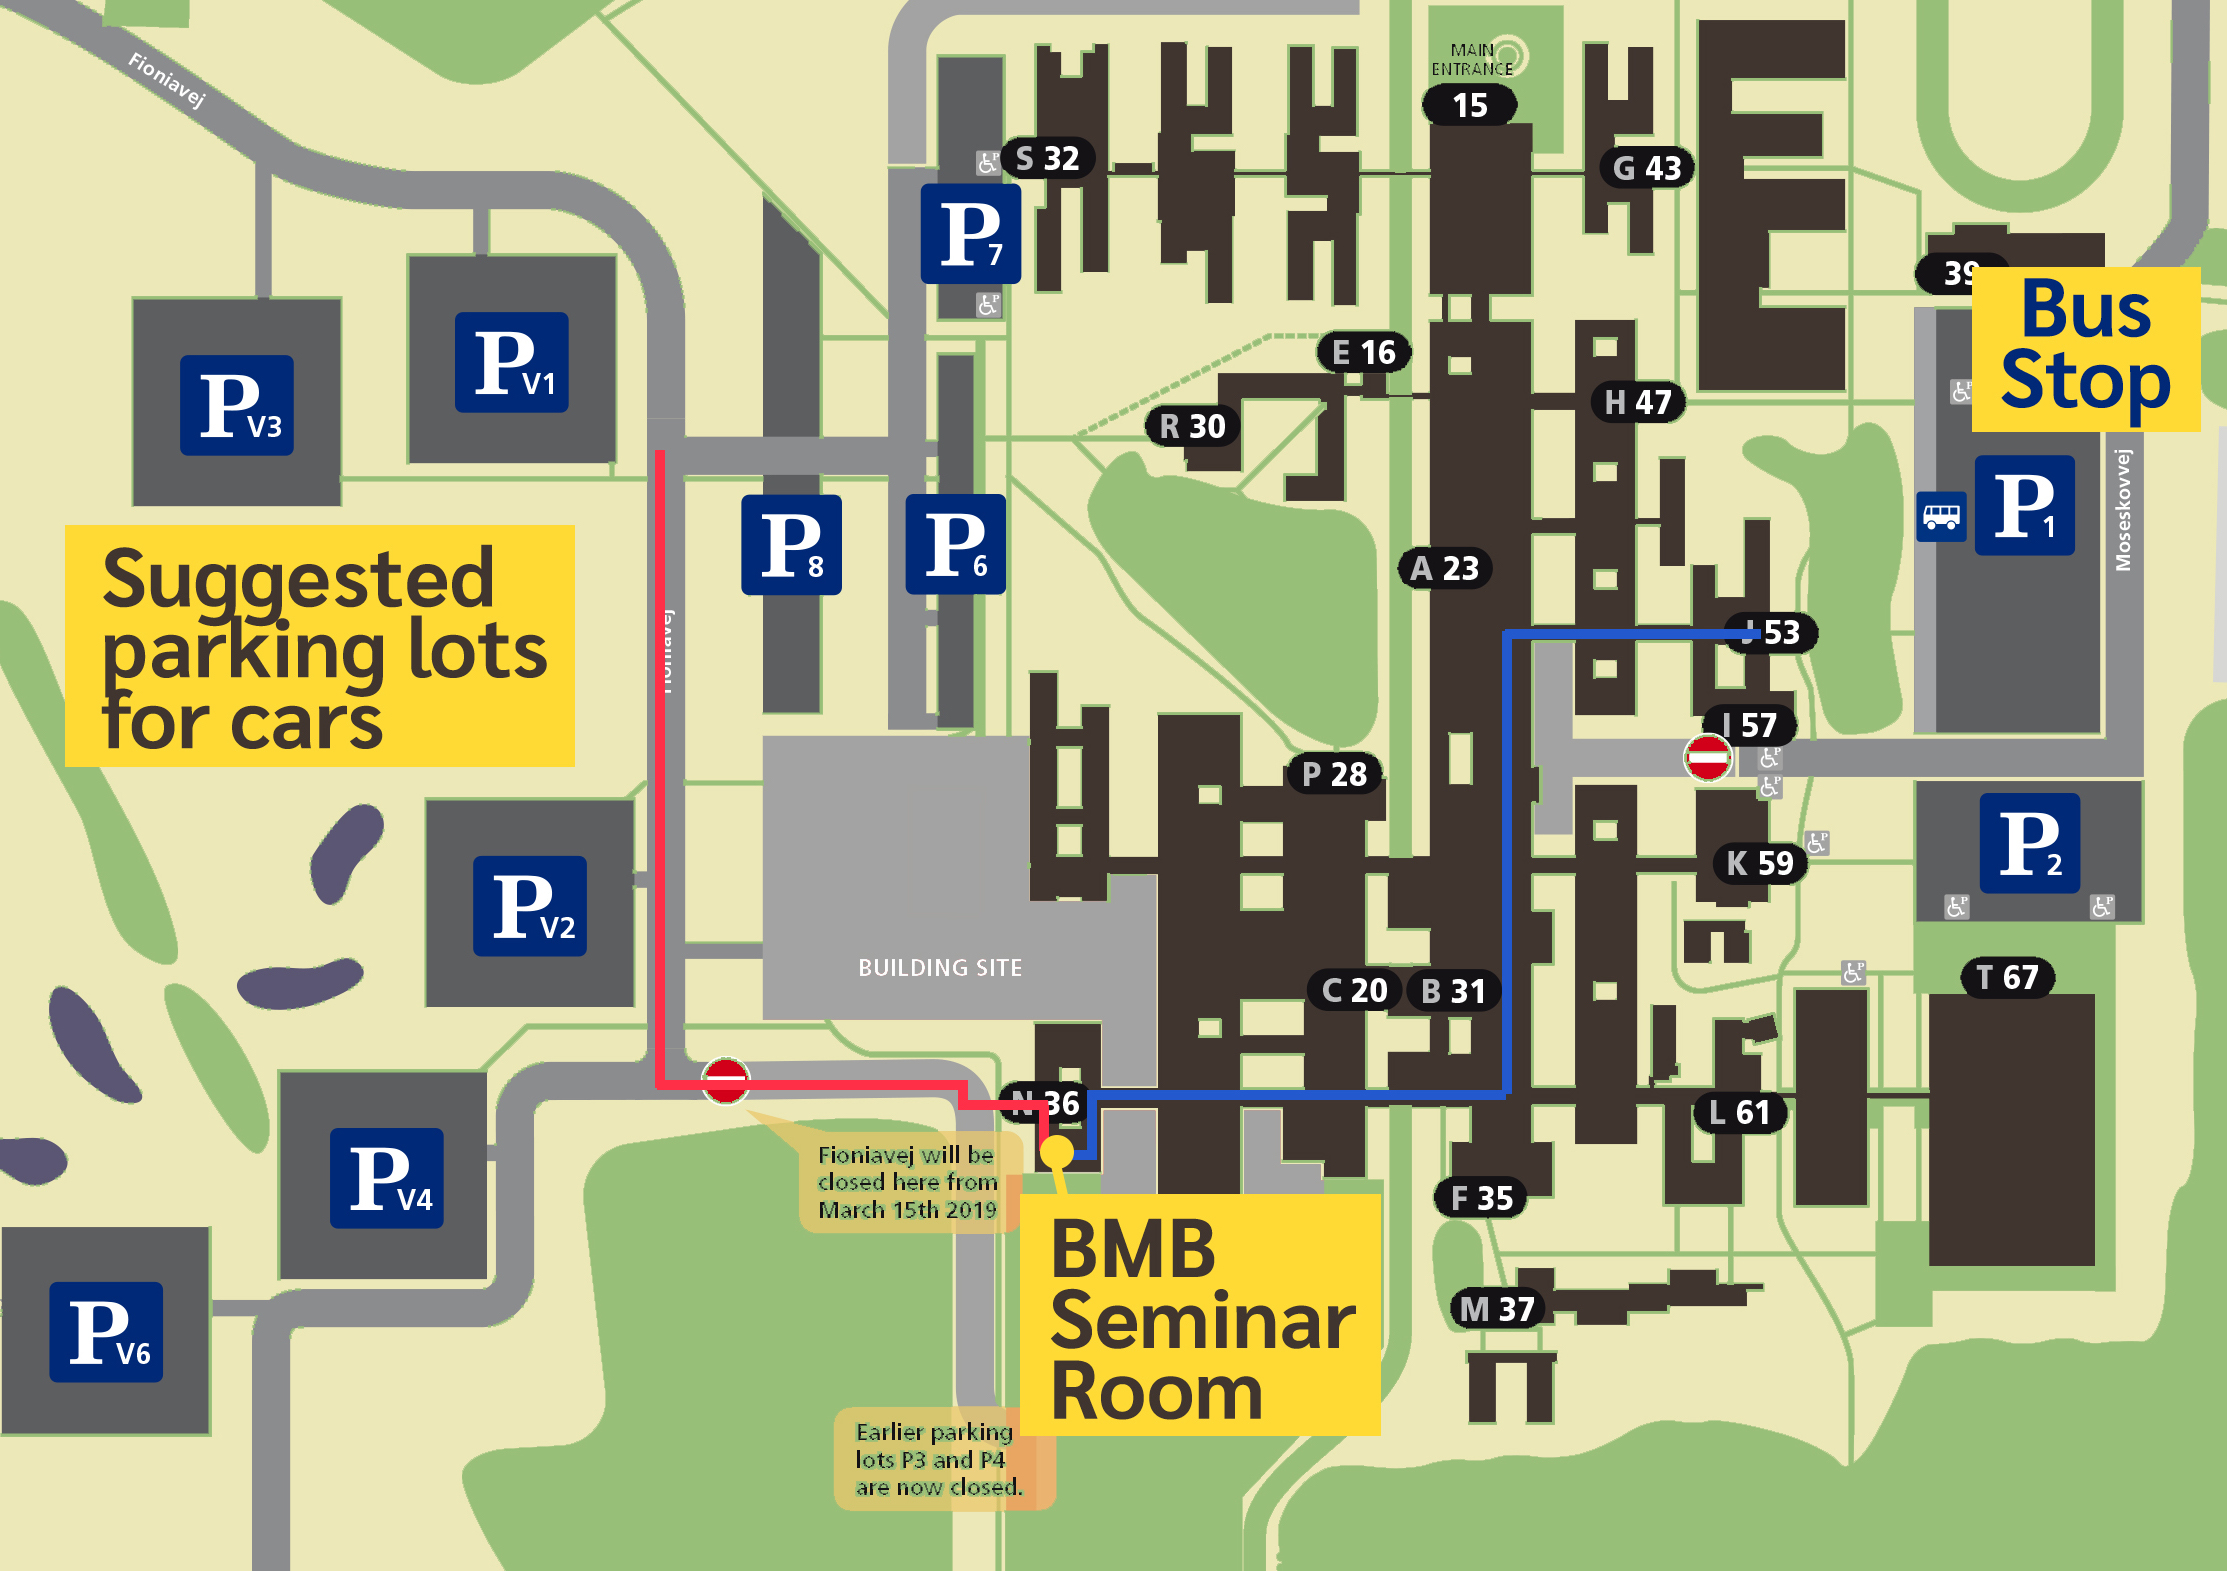 Fioniavej
MAIN
ENTRANCE
15
P
S 32
G 43
P7
39
Bus
Stop
PV1
PV3
E 16
H 47
R 30
Moseskovvej
P1
P8
P6
A 23
Suggested
parking lots
for cars
Fioniavej
J 53
I 57
P 28
P2
K 59
PV2
BUILDING SITE
C 20
B 31
T 67
N 36
L 61
PV4
Fioniavej will be
closed here from
March 15th 2019
F 35
BMB
Seminar
Room
M 37
PV6
Earlier parking
lots P3 and P4
are now closed.